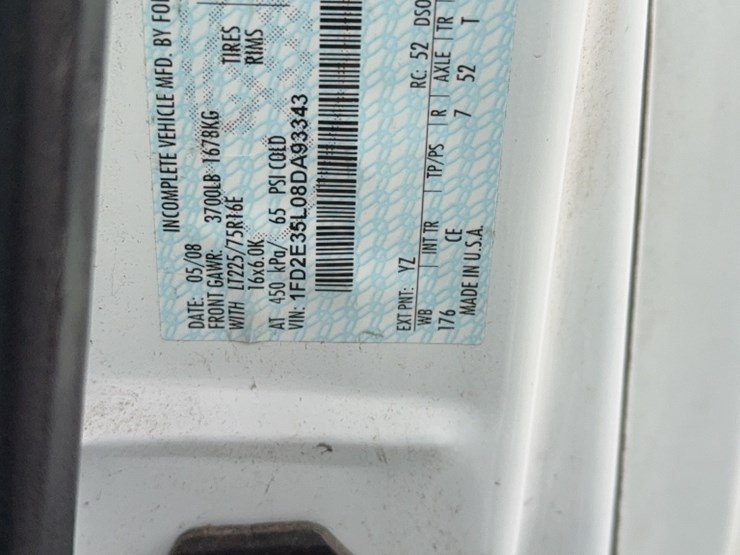 INCOMPLETE VEHICLE MFD. BY
DATE: 05/08
FRONT GAWR: 3700LB 1678KG
WITH LT225/75R16E TIRES
16x6.0K RIMS
AT 450 kPa/ 65 PSI COLD
VIN: 1FD2E35L08DA93343
EXT PNT: YZ RC: 52 DSO
WB INT TR TP/PS R AXLE TR
176 CE 7 52 T
MADE IN U.S.A.